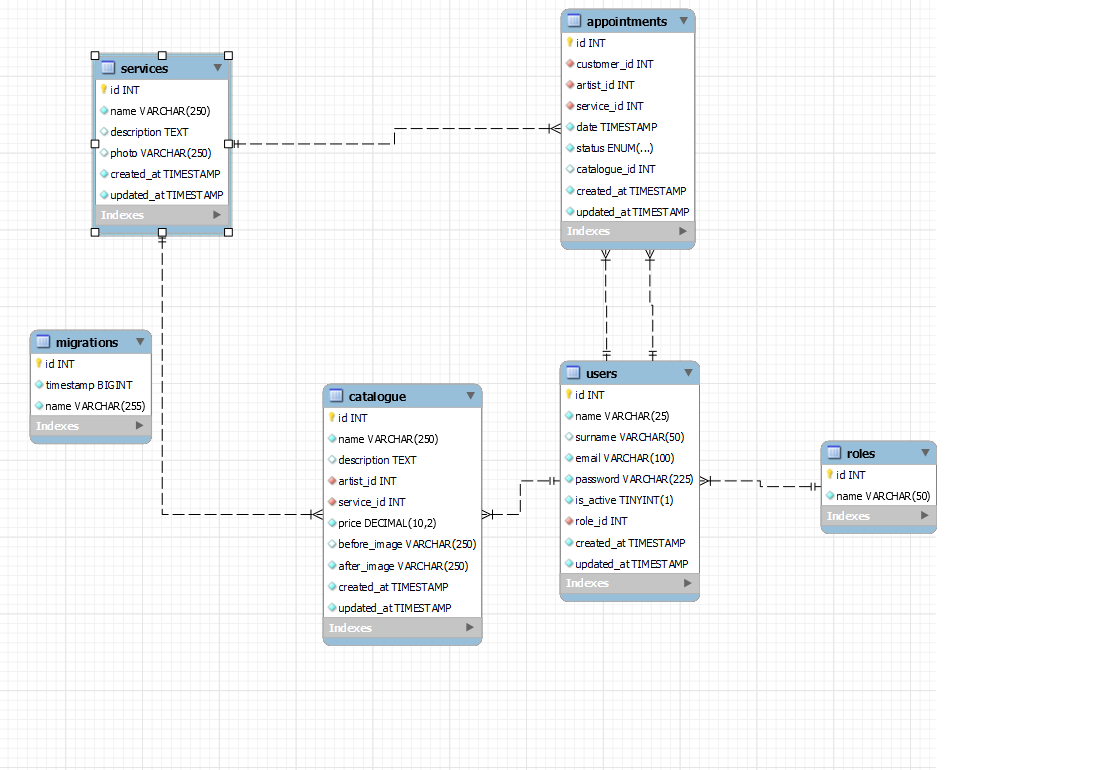 appointments
id INT
customer_id INT
artist_id INT
service_id INT
date TIMESTAMP
status ENUM(...)
catalogue_id INT
created_at TIMESTAMP
updated_at TIMESTAMP
Indexes
services
id INT
name VARCHAR(250)
description TEXT
photo VARCHAR(250)
created_at TIMESTAMP
updated_at TIMESTAMP
Indexes
migrations
id INT
timestamp BIGINT
name VARCHAR(255)
Indexes
catalogue
id INT
name VARCHAR(250)
description TEXT
artist_id INT
service_id INT
price DECIMAL(10,2)
before_image VARCHAR(250)
after_image VARCHAR(250)
created_at TIMESTAMP
updated_at TIMESTAMP
Indexes
users
id INT
name VARCHAR(25)
surname VARCHAR(50)
email VARCHAR(100)
password VARCHAR(225)
is_active TINYINT(1)
role_id INT
created_at TIMESTAMP
updated_at TIMESTAMP
Indexes
roles
id INT
name VARCHAR(50)
Indexes